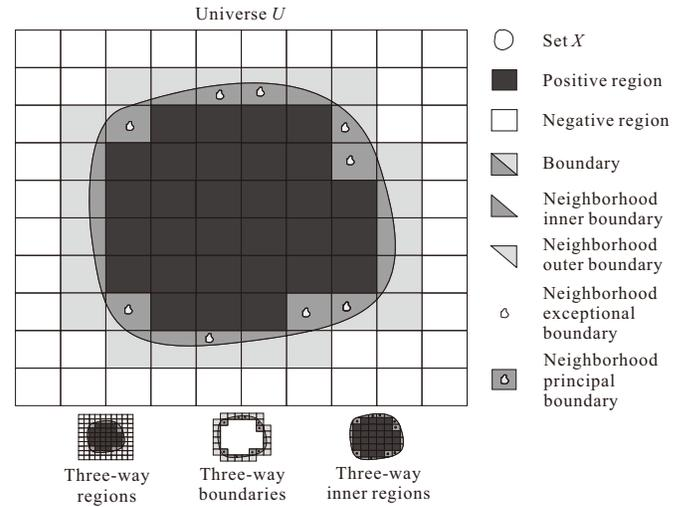 Universe U
Set X
Positive region
Negative region
Boundary
Neighborhood
inner boundary
Neighborhood
outer boundary
Neighborhood
exceptional
boundary
Neighborhood
principal
boundary
Three-way
regions
Three-way
boundaries
Three-way
inner regions